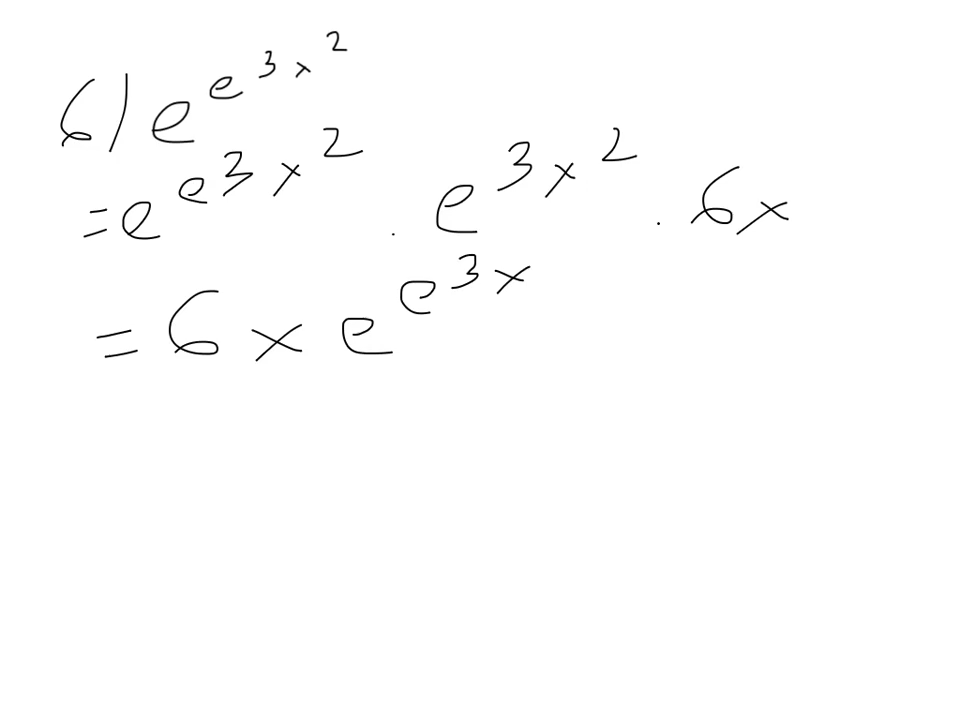 6) e^{e^{3x^2}}
= e^{e^{3x^2}} . e^{3x^2} . 6x
= 6x e^{e^{3x}}